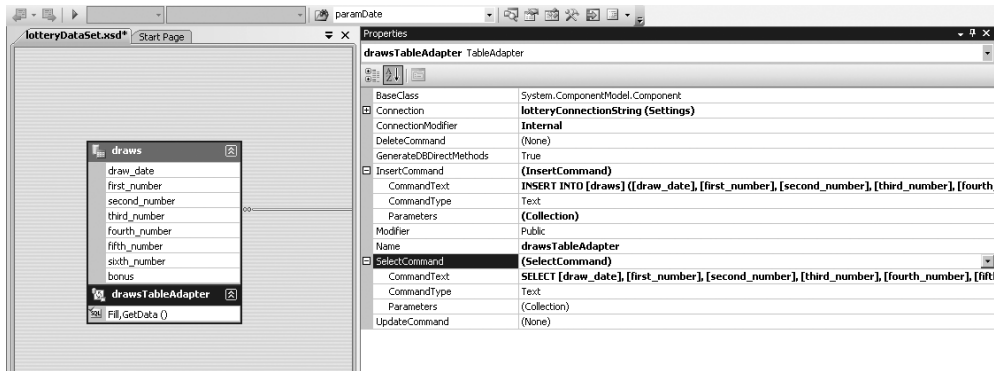 paramDate
lotteryDataSet.xsd* Start Page
Properties
drawsTableAdapter TableAdapter
BaseClass System.ComponentModel.Component
Connection lotteryConnectionString (Settings)
ConnectionModifier Internal
DeleteCommand (None)
GenerateDBDirectMethods True
InsertCommand (InsertCommand)
CommandText INSERT INTO [draws] ([draw_date], [first_number], [second_number], [third_number], [fourth_
CommandType Text
Parameters (Collection)
Modifier Public
Name drawsTableAdapter
SelectCommand (SelectCommand)
CommandText SELECT [draw_date], [first_number], [second_number], [third_number], [fourth_number], [fift
CommandType Text
Parameters (Collection)
UpdateCommand (None)
draws
draw_date
first_number
second_number
third_number
fourth_number
fifth_number
sixth_number
bonus
drawsTableAdapter
SQL Fill,GetData ()